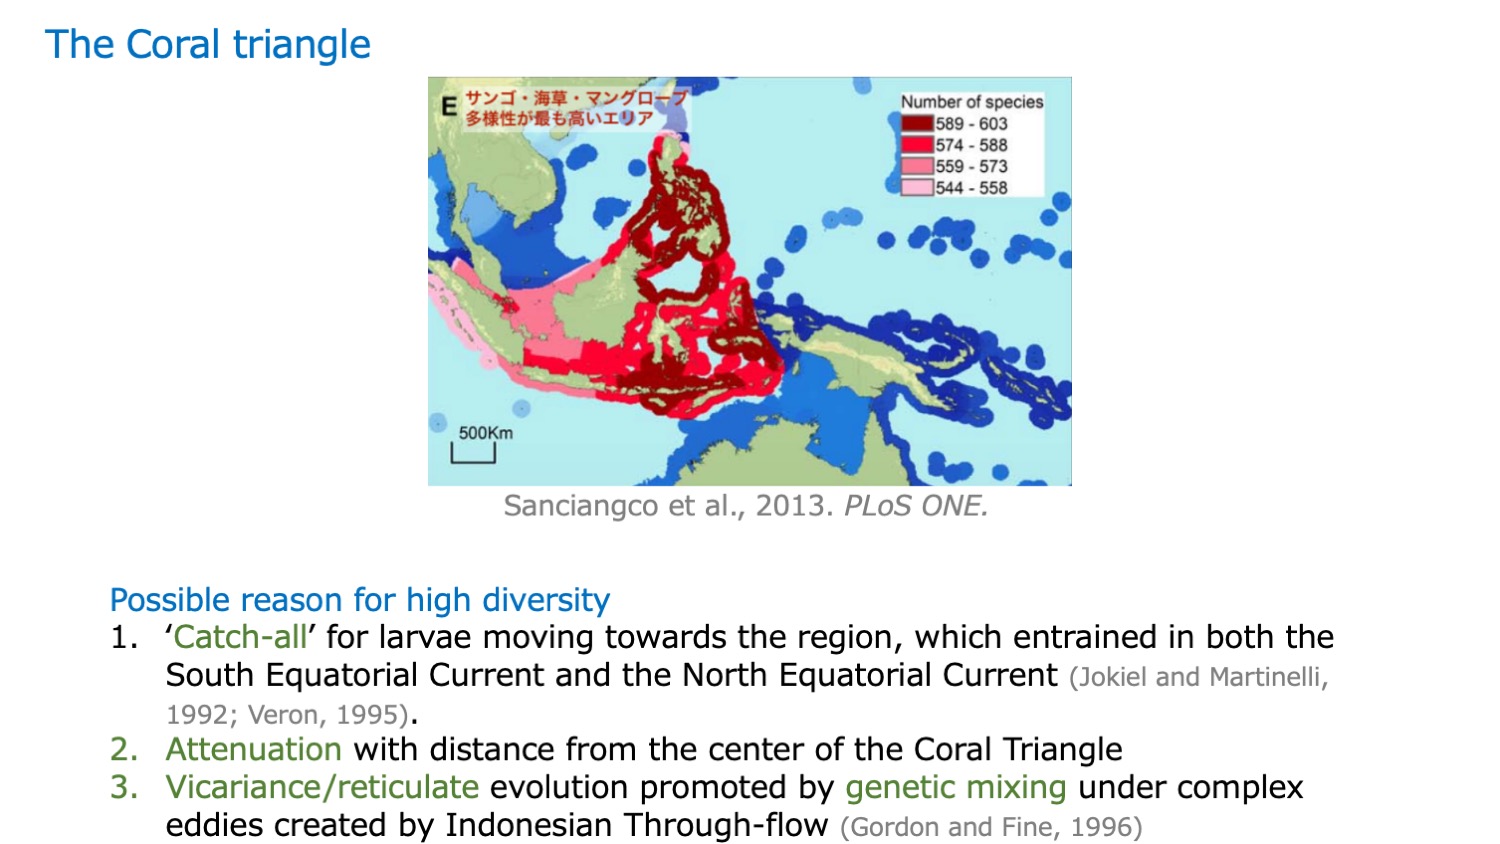 The Coral triangle
E サンゴ・海草・マングローブ
多様性が最も高いエリア
Number of species
589 - 603
574 - 588
559 - 573
544 - 558
500Km
Sanciangco et al., 2013. PLoS ONE.
Possible reason for high diversity
1. ‘Catch-all’ for larvae moving towards the region, which entrained in both the
South Equatorial Current and the North Equatorial Current (Jokiel and Martinelli,
1992; Veron, 1995).
2. Attenuation with distance from the center of the Coral Triangle
3. Vicariance/reticulate evolution promoted by genetic mixing under complex
eddies created by Indonesian Through-flow (Gordon and Fine, 1996)